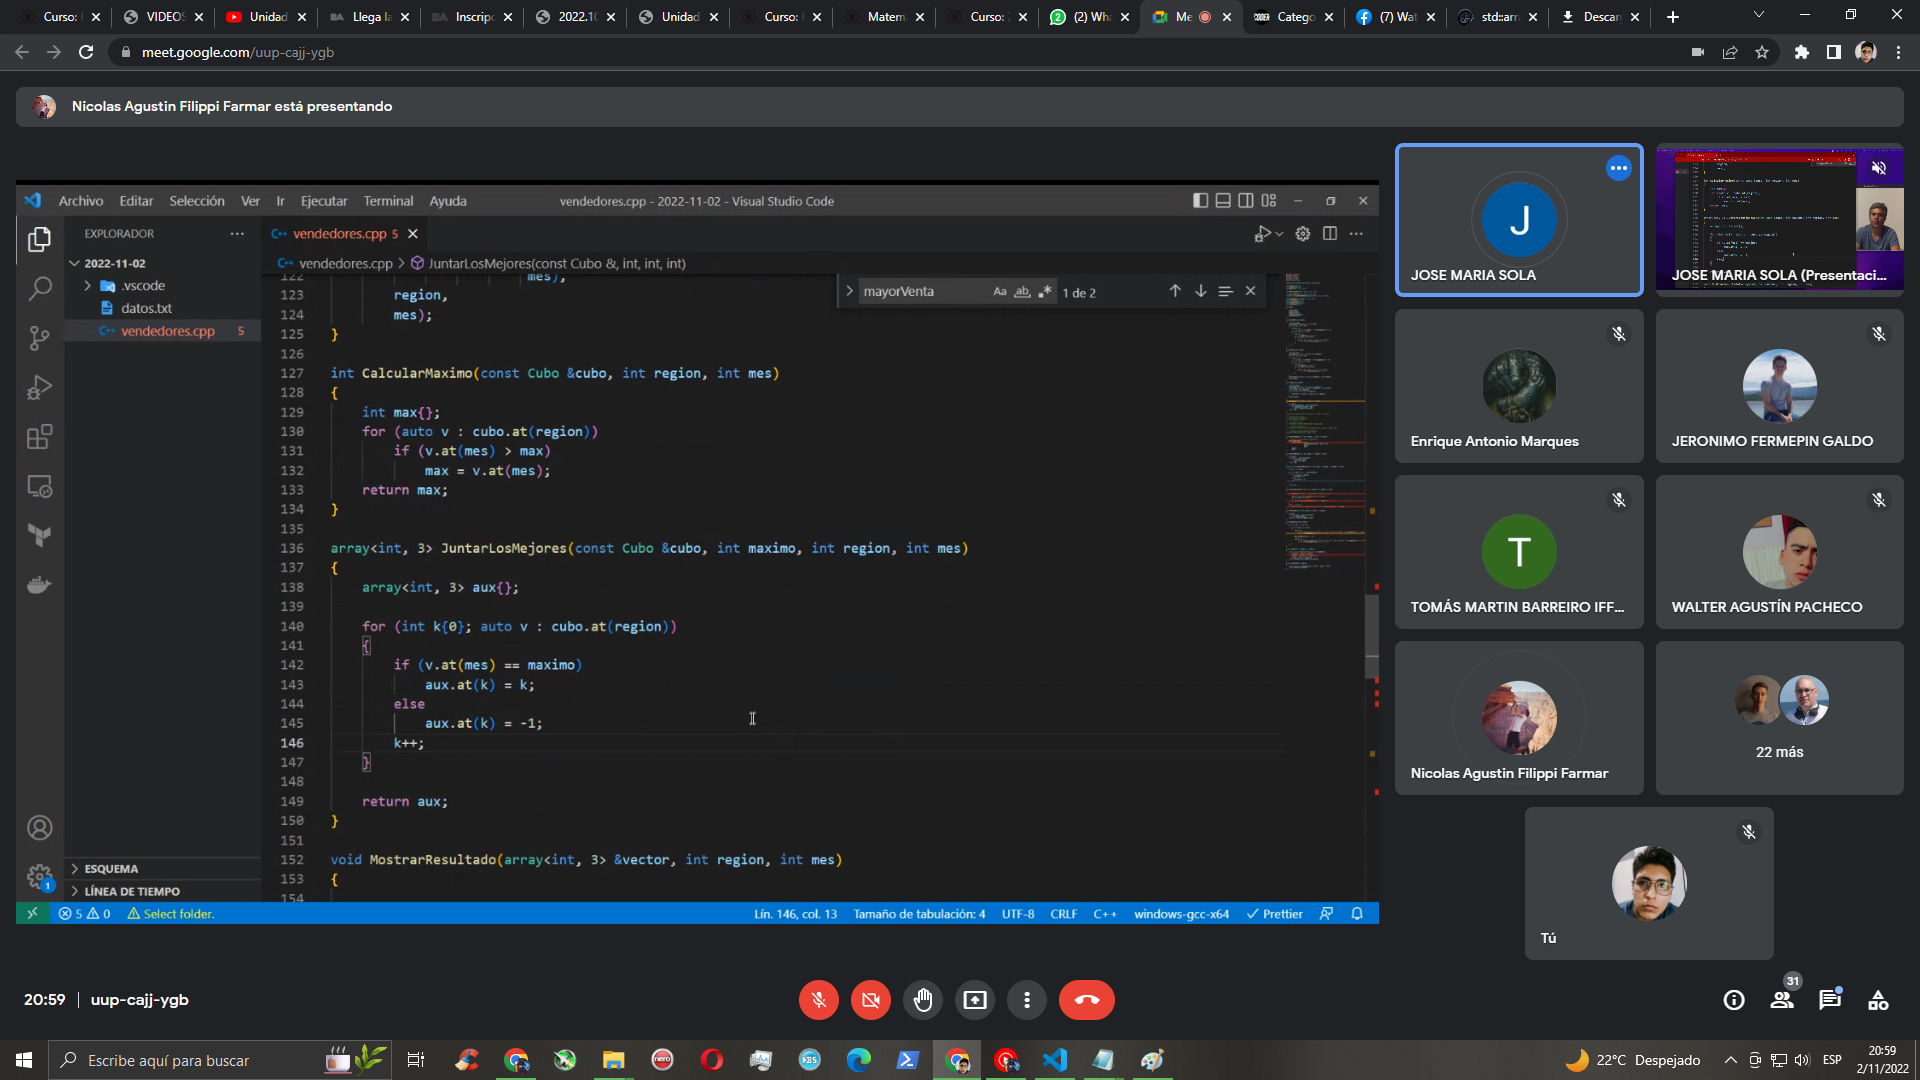 Curso: I
VIDEOS
Unidad
Llega la
Inscripc
2022.10
Unidad
Curso: I
Matem
Curso: 2
(2) Wha
Me
Catego
(7) Wat
std::arr
Descar
meet.google.com/uup-cajj-ygb
Nicolas Agustin Filippi Farmar está presentando
Archivo Editar Selección Ver Ir Ejecutar Terminal Ayuda
vendedores.cpp - 2022-11-02 - Visual Studio Code
EXPLORADOR
2022-11-02
.vscode
datos.txt
vendedores.cpp 5
ESQUEMA
LÍNEA DE TIEMPO
vendedores.cpp 5
vendedores.cpp > JuntarLosMejores(const Cubo &, int, int, int)
mayorVenta
Aa ab
1 de 2
122 mes),
123 region,
124 mes);
125 }
126
127 int CalcularMaximo(const Cubo &cubo, int region, int mes)
128 {
129 int max{};
130 for (auto v : cubo.at(region))
131 if (v.at(mes) > max)
132 max = v.at(mes);
133 return max;
134 }
135
136 array<int, 3> JuntarLosMejores(const Cubo &cubo, int maximo, int region, int mes)
137 {
138 array<int, 3> aux{};
139
140 for (int k{0}; auto v : cubo.at(region))
141 {
142 if (v.at(mes) == maximo)
143 aux.at(k) = k;
144 else
145 aux.at(k) = -1;
146 k++;
147 }
148
149 return aux;
150 }
151
152 void MostrarResultado(array<int, 3> &vector, int region, int mes)
153 {
154
5 0 Select folder.
Lín. 146, col. 13 Tamaño de tabulación: 4 UTF-8 CRLF C++ windows-gcc-x64 Prettier
1
J
JOSE MARIA SOLA
JOSE MARIA SOLA (Presentaci...
Enrique Antonio Marques
JERONIMO FERMEPIN GALDO
T
TOMÁS MARTIN BARREIRO IFF...
WALTER AGUSTÍN PACHECO
Nicolas Agustin Filippi Farmar
22 más
Tú
20:59 | uup-cajj-ygb
31
Escribe aquí para buscar
22°C Despejado
ESP
20:59
2/11/2022